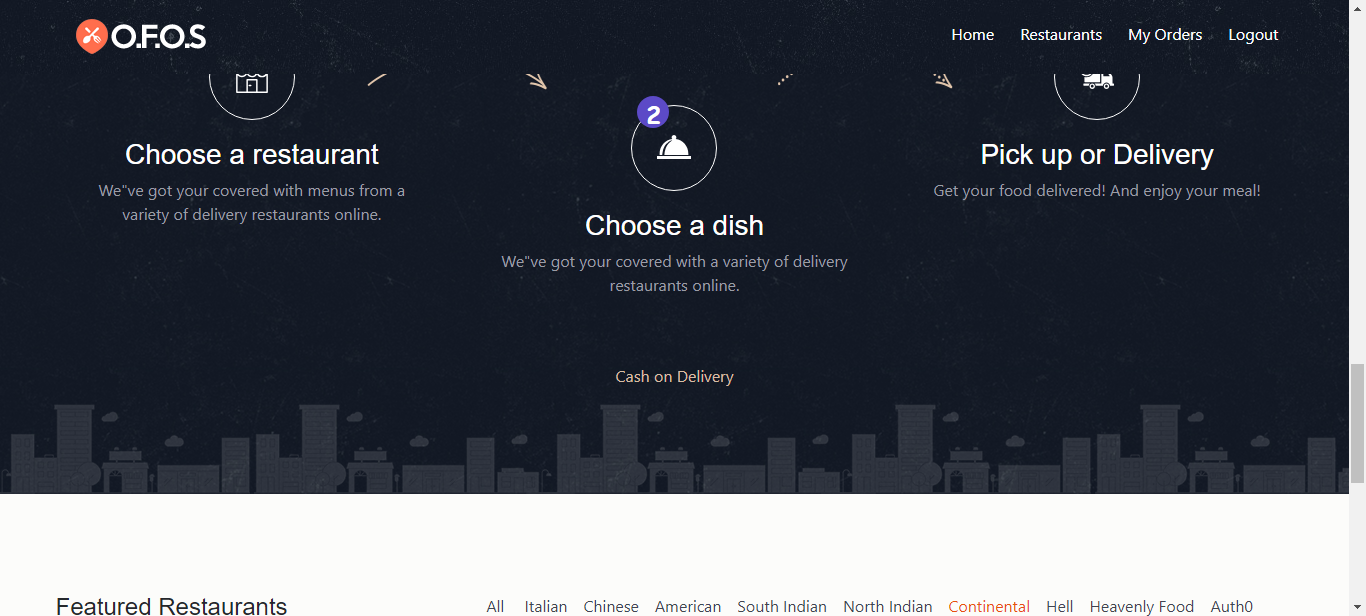 O.F.O.S
Home Restaurants My Orders Logout
2
Choose a restaurant
We"ve got your covered with menus from a
variety of delivery restaurants online.
Choose a dish
We"ve got your covered with a variety of delivery
restaurants online.
Pick up or Delivery
Get your food delivered! And enjoy your meal!
Cash on Delivery
Featured Restaurants
All Italian Chinese American South Indian North Indian Continental Hell Heavenly Food Auth0